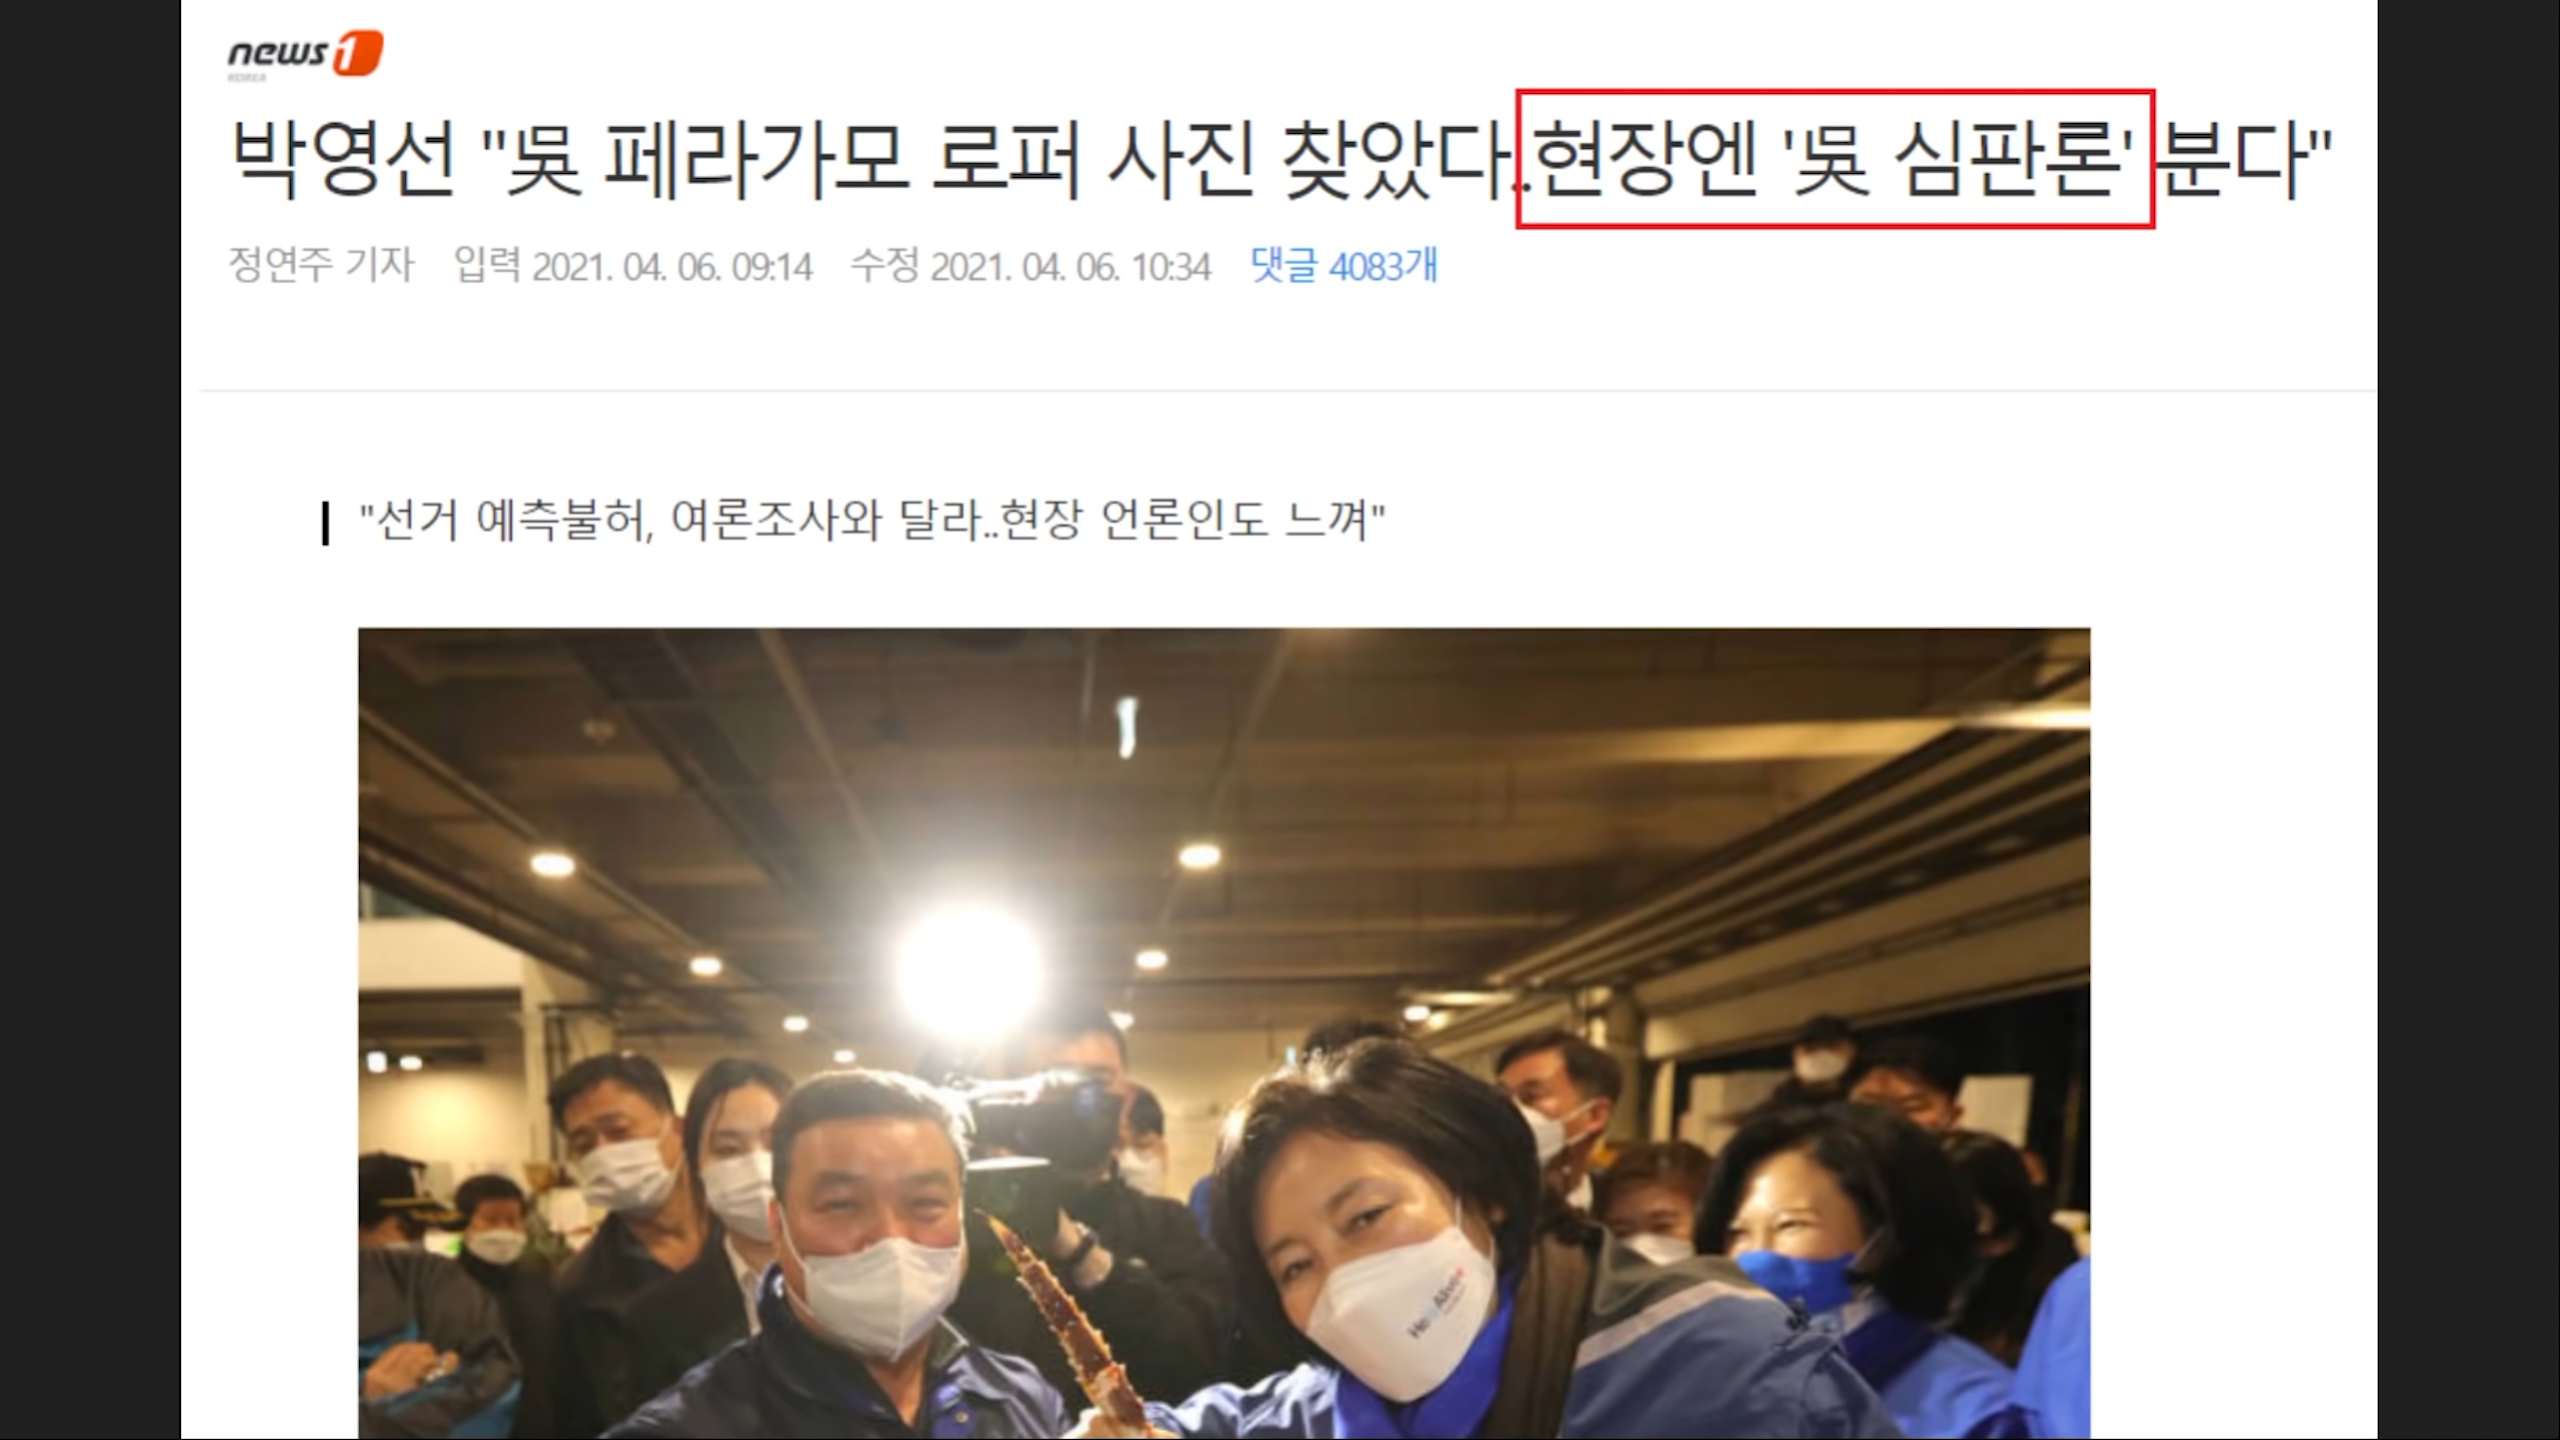 news1
KOREA
박영선 "吳 페라가모 로퍼 사진 찾았다..현장엔 '吳 심판론' 분다"
정연주 기자 입력 2021. 04. 06. 09:14 수정 2021. 04. 06. 10:34 댓글 4083개
"선거 예측불허, 여론조사와 달라..현장 언론인도 느껴"